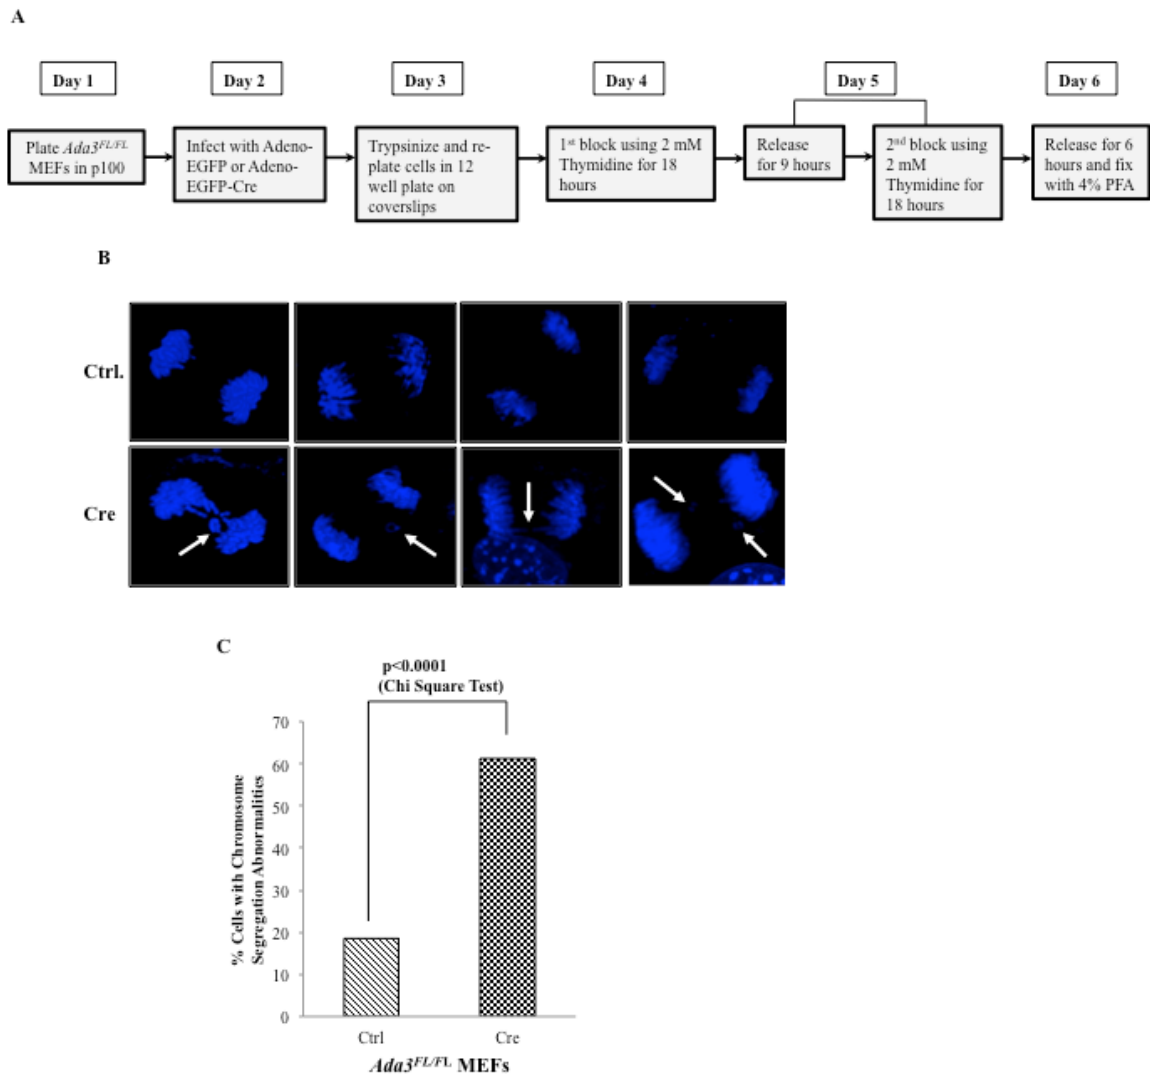 A
Day 1
Day 2
Day 3
Day 4
Day 5
Day 6
Plate Ada3FL/FL
MEFs in p100
Infect with Adeno-
EGFP or Adeno-
EGFP-Cre
Trypsinize and re-
plate cells in 12
well plate on
coverslips
1st block using 2 mM
Thymidine for 18
hours
Release
for 9 hours
2nd block using
2 mM
Thymidine for
18 hours
Release for 6
hours and fix
with 4% PFA
B
Ctrl.
Cre
C
p<0.0001
(Chi Square Test)
% Cells with Chromosome
Segregation Abnormalities
70
60
50
40
30
20
10
0
Ctrl
Cre
Ada3FL/FL MEFs